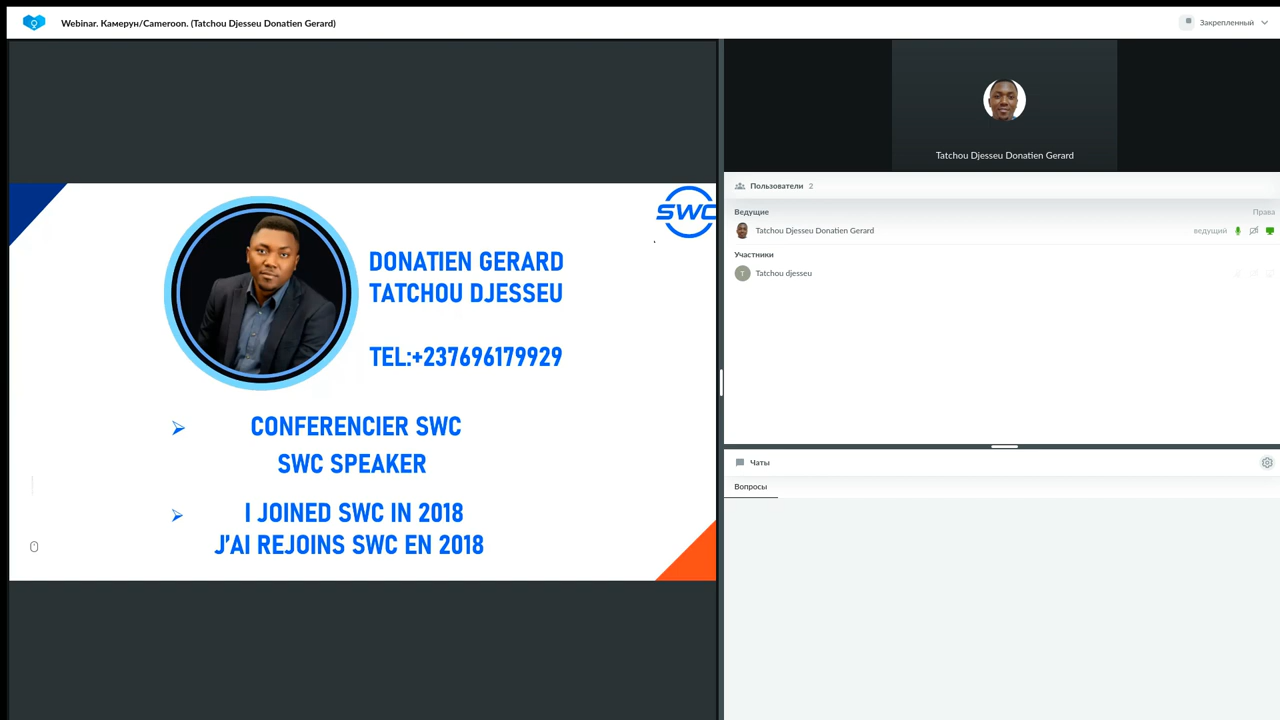 Webinar. Камерун/Cameroon. (Tatchou Djesseu Donatien Gerard)
Закрепленный
Tatchou Djesseu Donatien Gerard
SWC
DONATIEN GERARD
TATCHOU DJESSEU
TEL:+237696179929
CONFERENCIER SWC
SWC SPEAKER
I JOINED SWC IN 2018
J'AI REJOINS SWC EN 2018
Пользователи 2
Ведущие Права
Tatchou Djesseu Donatien Gerard ведущий
Участники
T Tatchou djesseu
Чаты
Вопросы